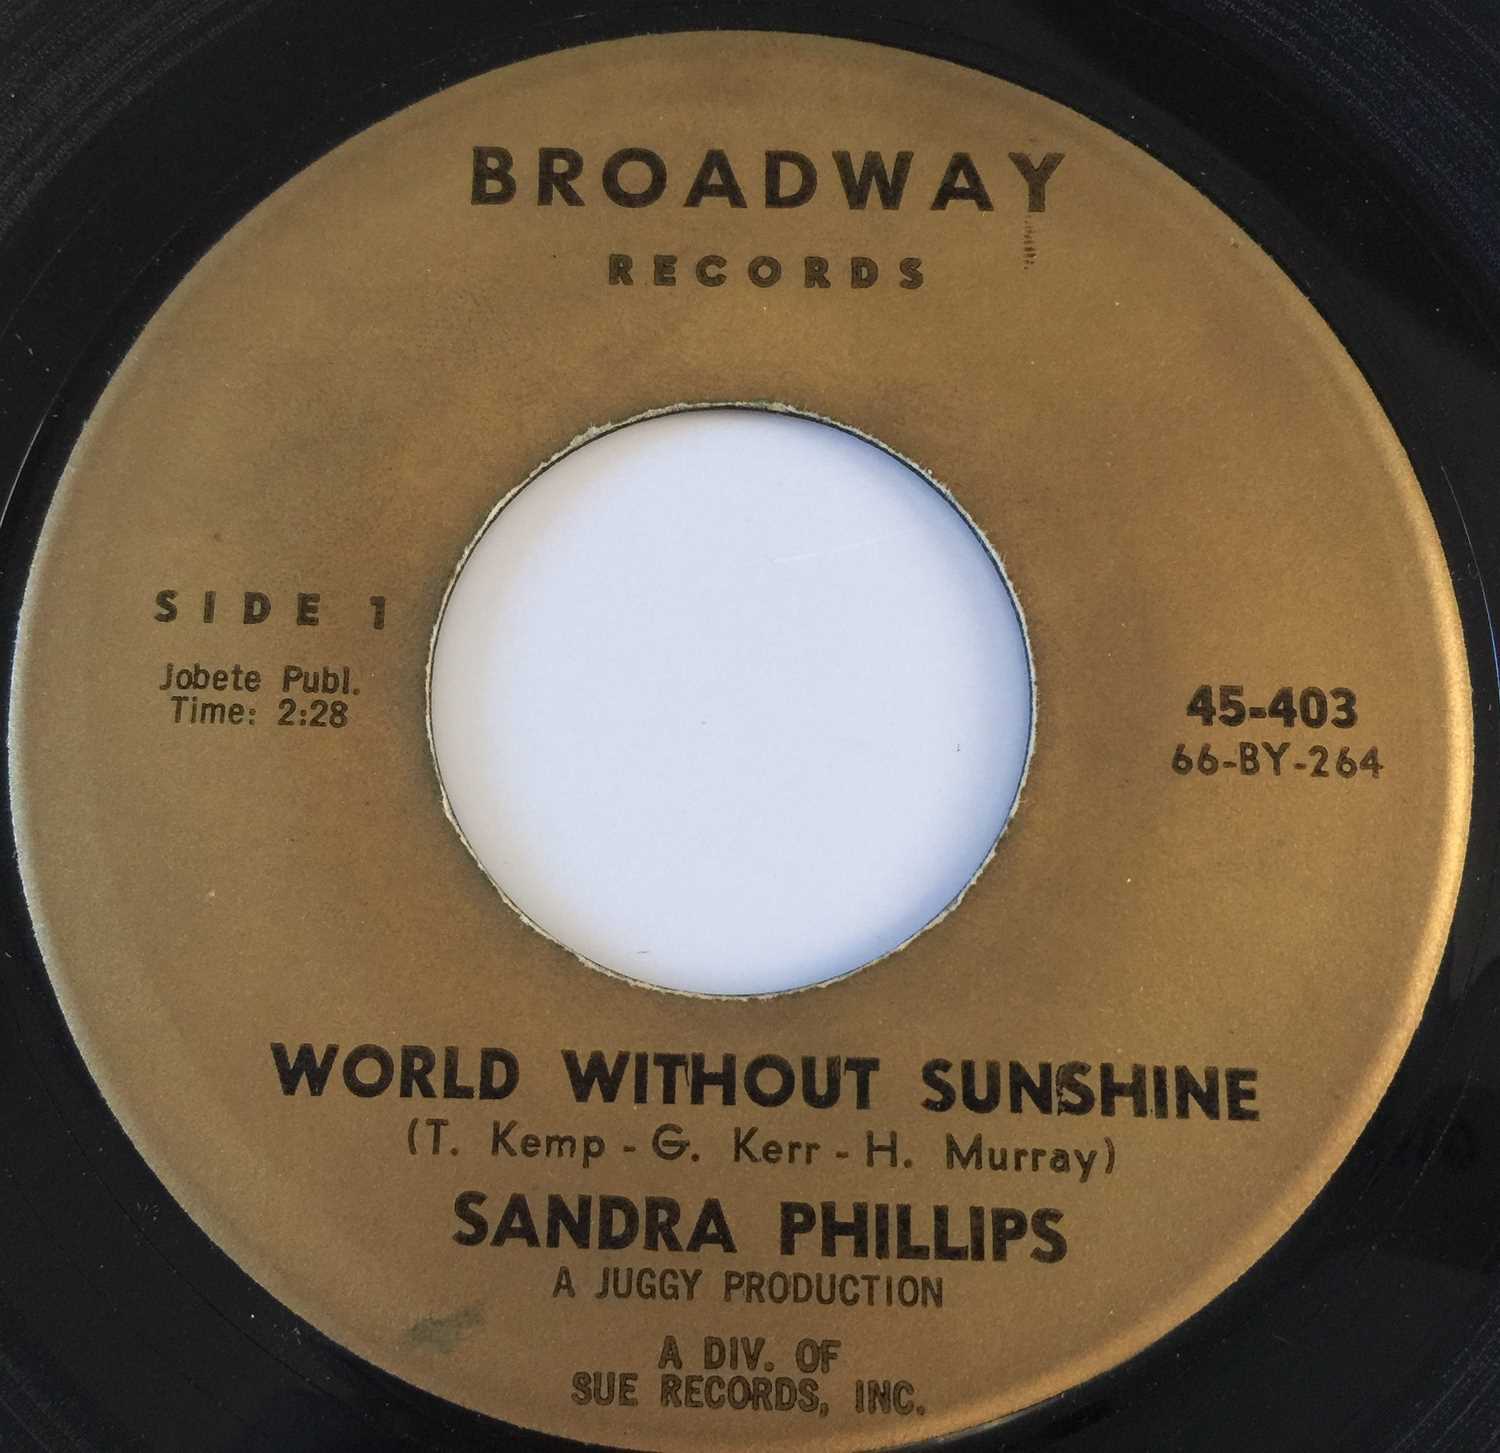 BROADWAY
RECORDS
SIDE 1
Jobete Publ.
Time: 2:28
45-403
66-BY-264
WORLD WITHOUT SUNSHINE
(T. Kemp - G. Kerr - H. Murray)
SANDRA PHILLIPS
A JUGGY PRODUCTION
A DIV. OF
SUE RECORDS, INC.